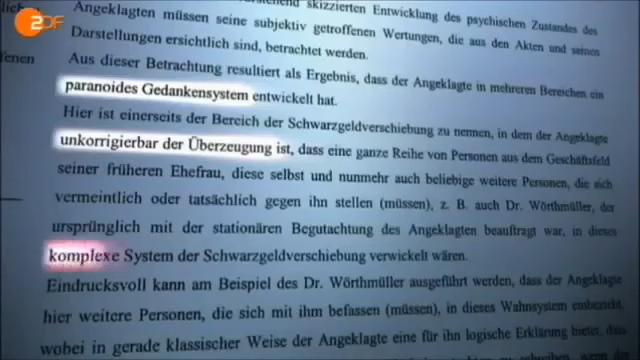 ZDF
skizzierten Entwicklung des psychischen Zustandes des
Angeklagten müssen seine subjektiv getroffenen Wertungen, die aus den Akten und seinen
Darstellungen ersichtlich sind, betrachtet werden.
Aus dieser Betrachtung resultiert als Ergebnis, dass der Angeklagte in mehreren Bereichen ein
paranoides Gedankensystem entwickelt hat.
Hier ist einerseits der Bereich der Schwarzgeldverschiebung zu nennen, in dem der Angeklagte
unkorrigierbar der Überzeugung ist, dass eine ganze Reihe von Personen aus dem Geschäftsfeld
seiner früheren Ehefrau, diese selbst und nunmehr auch beliebige weitere Personen, die sich
vermeintlich oder tatsächlich gegen ihn stellen (müssen), z. B. auch Dr. Wörthmüller, der
ursprünglich mit der stationären Begutachtung des Angeklagten beauftragt war, in dieses
komplexe System der Schwarzgeldverschiebung verwickelt wären.
Eindrucksvoll kann am Beispiel des Dr. Wörthmüller ausgeführt werden, dass der Angeklagte
hier weitere Personen, die sich mit ihm befassen (müssen), in dieses Wahnsystem einbezieht,
wobei in gerade klassischer Weise der Angeklagte eine für ihn logische Erklärung bietet, dass